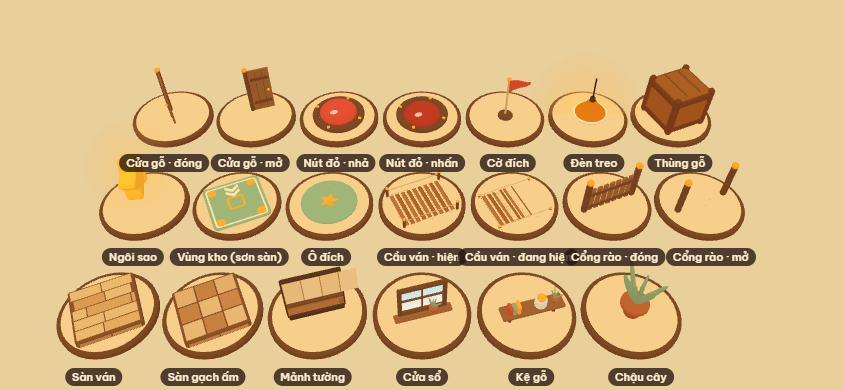 Cửa gỗ · đóng
Cửa gỗ · mở
Nút đỏ · nhả
Nút đỏ · nhấn
Cờ đích
Đèn treo
Thùng gỗ
Ngôi sao
Vùng kho (sơn sàn)
Ô đích
Cầu ván · hiện
Cầu ván · đang hiện
Cổng rào · đóng
Cổng rào · mở
Sàn ván
Sàn gạch ấm
Mảnh tường
Cửa sổ
Kệ gỗ
Chậu cây